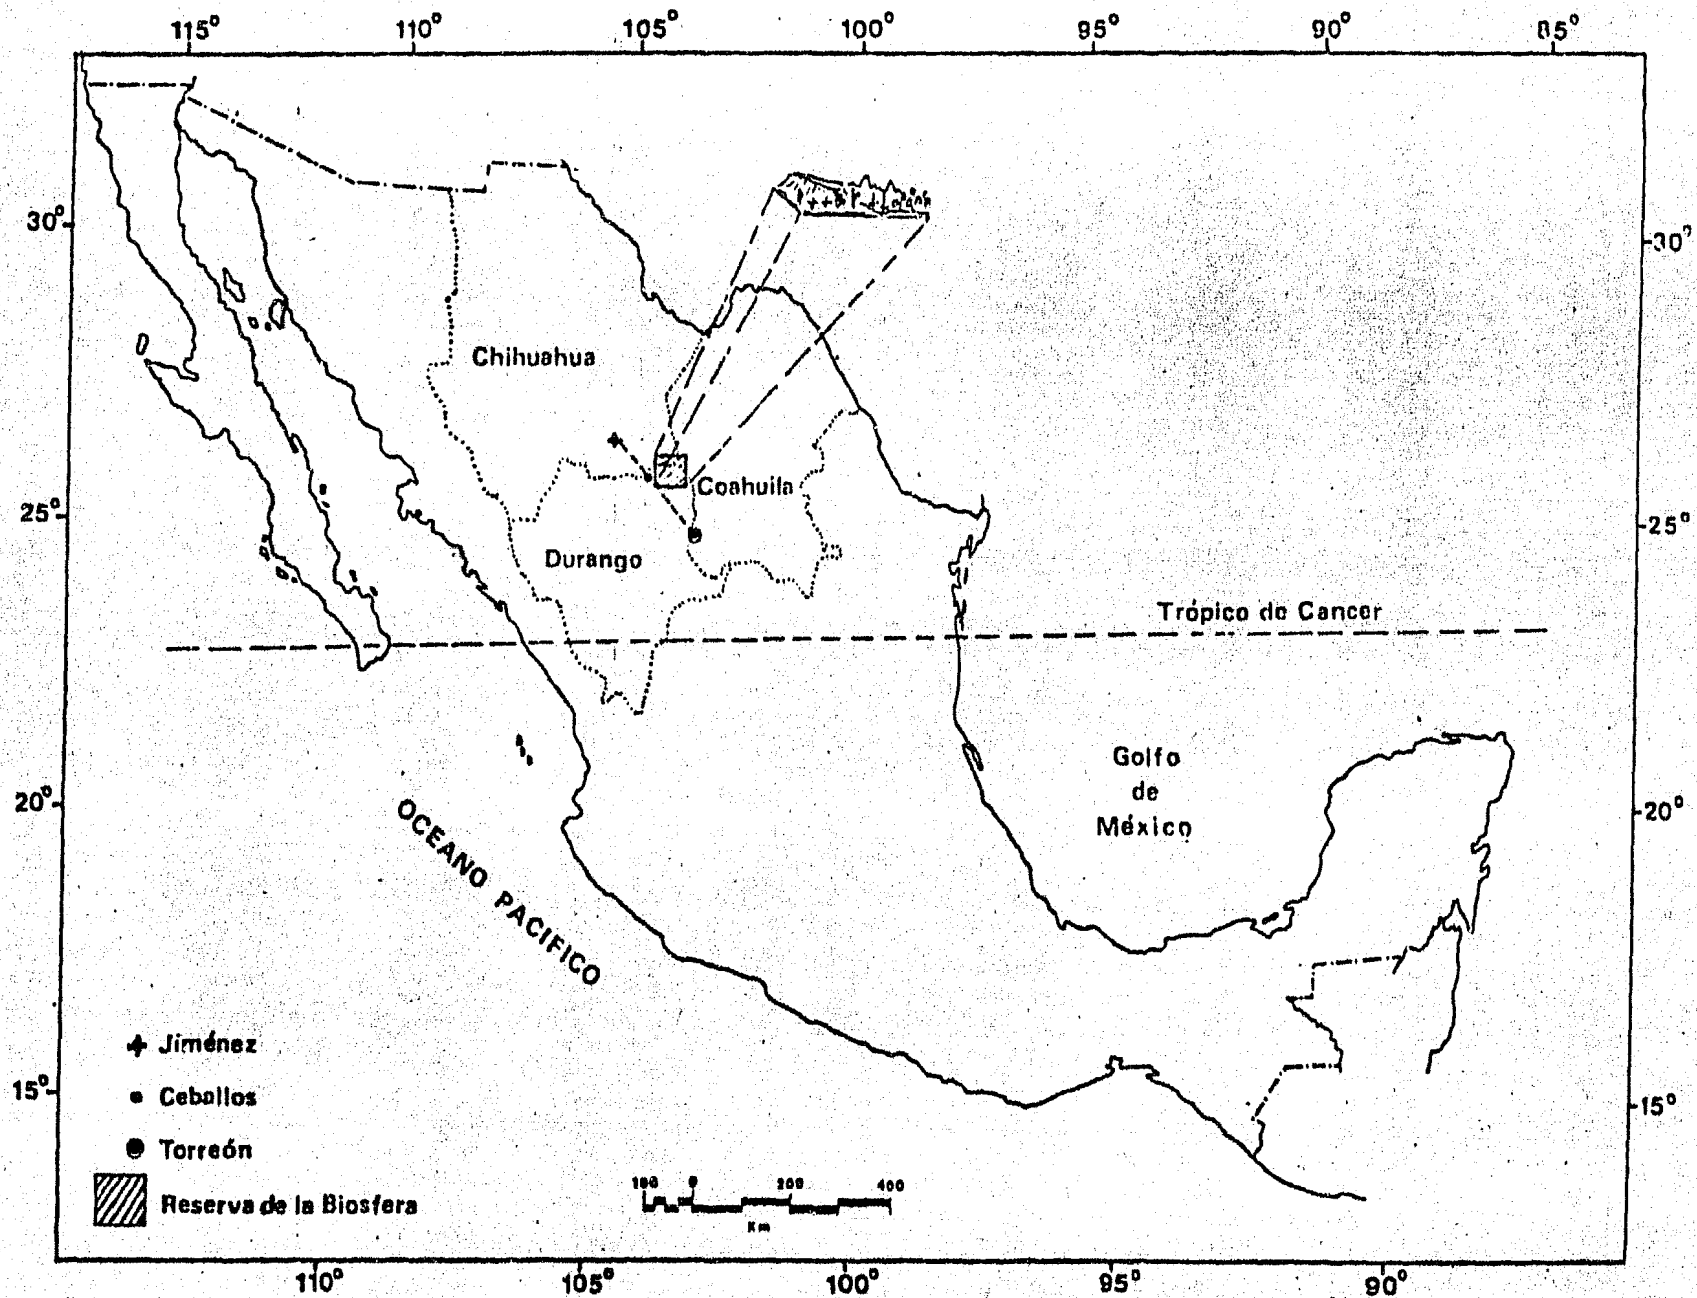 115° 110° 105° 100° 95° 90° 85°
30° 30°
Chihuahua
Coahuila
25° 25°
Durango
Trópico de Cancer
Golfo
de
México
20° 20°
OCEANO PACIFICO
Jiménez
15° 15°
Ceballos
Torreón
Reserva de la Biosfera
100 0 200 400
Km
110° 105° 100° 95° 90°